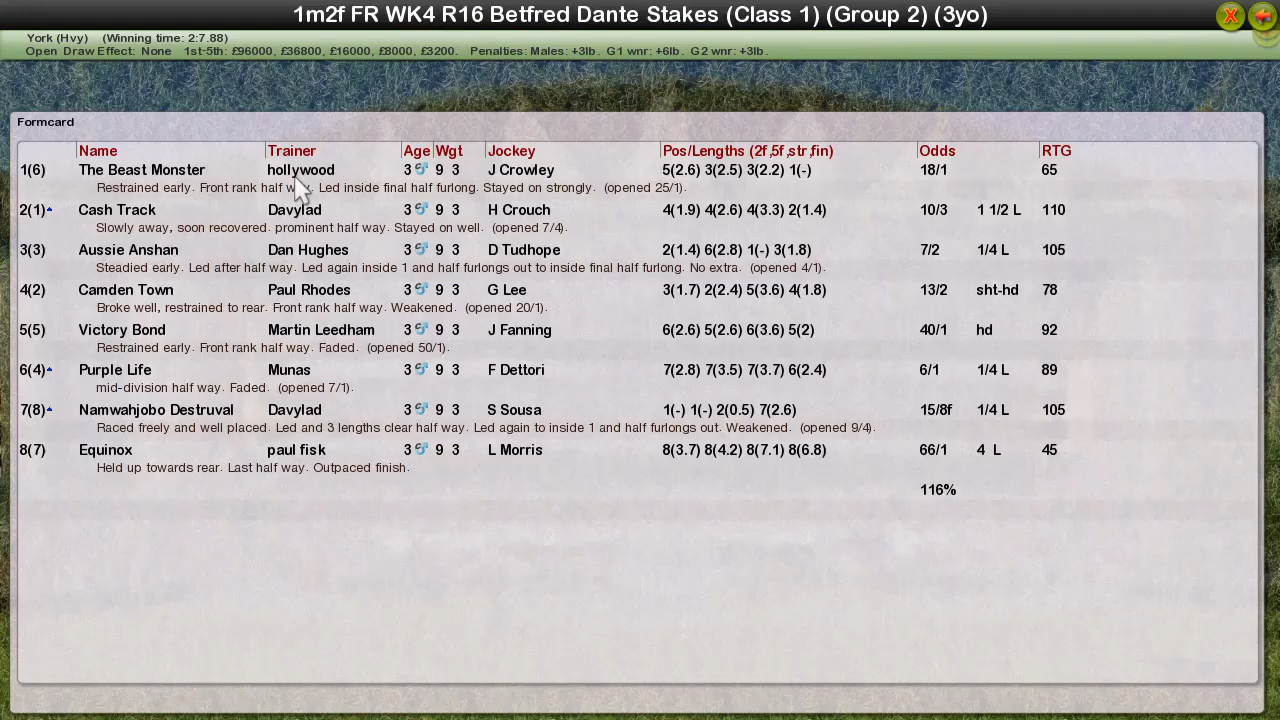 1m2f FR WK4 R16 Betfred Dante Stakes (Class 1) (Group 2) (3yo)
York (Hvy) (Winning time: 2:7.88)
Open Draw Effect: None 1st-5th: £96000, £36800, £16000, £8000, £3200. Penalties: Males: +3lb. G1 wnr: +6lb. G2 wnr: +3lb.
Formcard
Name Trainer Age Wgt Jockey Pos/Lengths (2f,5f,str,fin) Odds RTG
1(6) The Beast Monster hollywood 3 9 3 J Crowley 5(2.6) 3(2.5) 3(2.2) 1(-) 18/1 65
Restrained early. Front rank half way. Led inside final half furlong. Stayed on strongly. (opened 25/1).
2(1) Cash Track Davylad 3 9 3 H Crouch 4(1.9) 4(2.6) 4(3.3) 2(1.4) 10/3 1 1/2 L 110
Slowly away, soon recovered. prominent half way. Stayed on well. (opened 7/4).
3(3) Aussie Anshan Dan Hughes 3 9 3 D Tudhope 2(1.4) 6(2.8) 1(-) 3(1.8) 7/2 1/4 L 105
Steadied early. Led after half way. Led again inside 1 and half furlongs out to inside final half furlong. No extra. (opened 4/1).
4(2) Camden Town Paul Rhodes 3 9 3 G Lee 3(1.7) 2(2.4) 5(3.6) 4(1.8) 13/2 sht-hd 78
Broke well, restrained to rear. Front rank half way. Weakened. (opened 20/1).
5(5) Victory Bond Martin Leedham 3 9 3 J Fanning 6(2.6) 5(2.6) 6(3.6) 5(2) 40/1 hd 92
Restrained early. Front rank half way. Faded. (opened 50/1).
6(4) Purple Life Munas 3 9 3 F Dettori 7(2.8) 7(3.5) 7(3.7) 6(2.4) 6/1 1/4 L 89
mid-division half way. Faded. (opened 7/1).
7(8) Namwahjobo Destruval Davylad 3 9 3 S Sousa 1(-) 1(-) 2(0.5) 7(2.6) 15/8f 1/4 L 105
Raced freely and well placed. Led and 3 lengths clear half way. Led again to inside 1 and half furlongs out. Weakened. (opened 9/4).
8(7) Equinox paul fisk 3 9 3 L Morris 8(3.7) 8(4.2) 8(7.1) 8(6.8) 66/1 4 L 45
Held up towards rear. Last half way. Outpaced finish.
116%